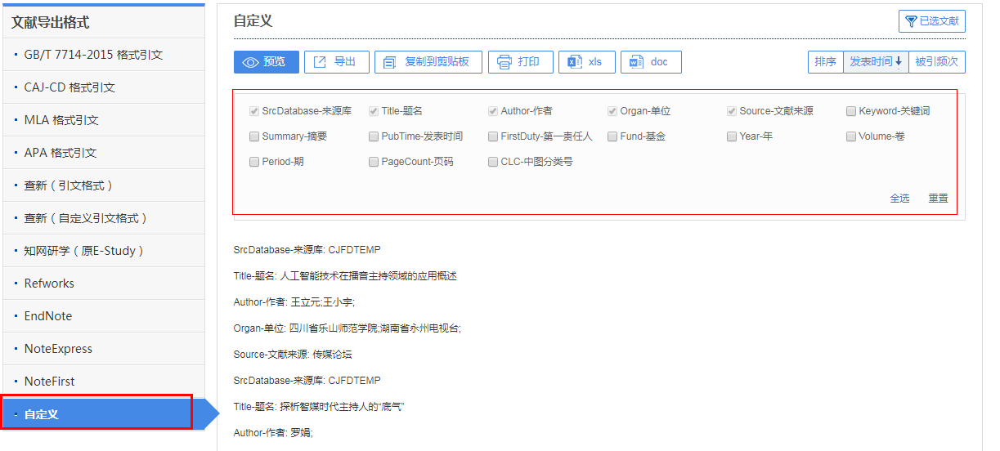 文献导出格式
· GB/T 7714-2015 格式引文
· CAJ-CD 格式引文
· MLA 格式引文
· APA 格式引文
· 查新（引文格式）
· 查新（自定义引文格式）
· 知网研学（原E-Study）
· Refworks
· EndNote
· NoteExpress
· NoteFirst
· 自定义
自定义
已选文献
预览 导出 复制到剪贴板 打印 xls doc 排序 发表时间 被引频次
SrcDatabase-来源库 Title-题名 Author-作者 Organ-单位 Source-文献来源 Keyword-关键词
Summary-摘要 PubTime-发表时间 FirstDuty-第一责任人 Fund-基金 Year-年 Volume-卷
Period-期 PageCount-页码 CLC-中图分类号
全选 重置
SrcDatabase-来源库: CJFDTEMP
Title-题名: 人工智能技术在播音主持领域的应用概述
Author-作者: 王立元;王小宇;
Organ-单位: 四川省乐山师范学院;湖南省永州电视台;
Source-文献来源: 传媒论坛
SrcDatabase-来源库: CJFDTEMP
Title-题名: 探析智媒时代主持人的“底气”
Author-作者: 罗娟;